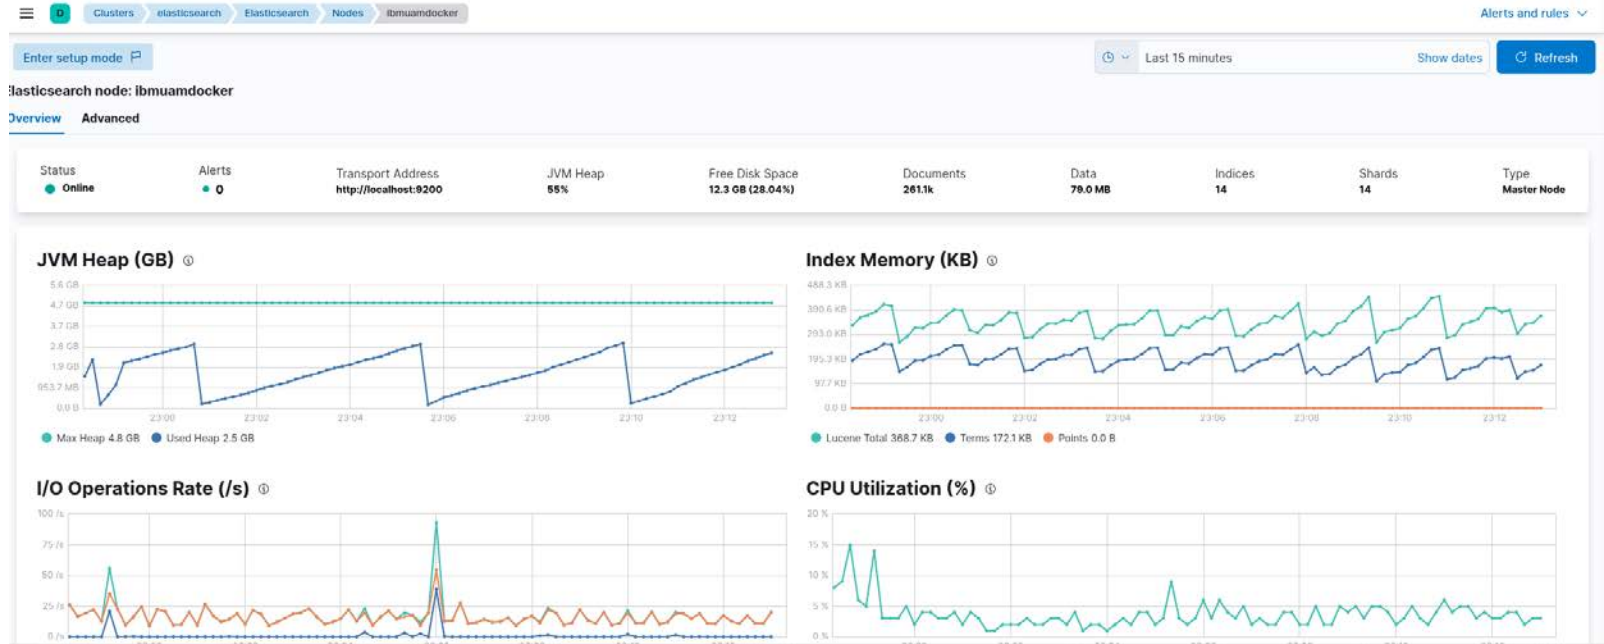 D Clusters elasticsearch Elasticsearch Nodes ibmuamdocker Alerts and rules
Enter setup mode Last 15 minutes Show dates Refresh
Elasticsearch node: ibmuamdocker
Overview Advanced
Status Alerts Transport Address JVM Heap Free Disk Space Documents Data Indices Shards Type
Online 0 http://localhost:9200 55% 12.3 GB (28.04%) 261.1k 79.0 MB 14 14 Master Node
JVM Heap (GB)
5.6 GB
4.7 GB
3.7 GB
2.8 GB
1.9 GB
953.7 MB
0.0 B
23:00 23:02 23:04 23:06 23:08 23:10 23:12
Max Heap 4.8 GB Used Heap 2.5 GB
Index Memory (KB)
488.3 KB
390.6 KB
293.0 KB
195.3 KB
97.7 KB
0.0 B
23:00 23:02 23:04 23:06 23:08 23:10 23:12
Lucene Total 368.7 KB Terms 172.1 KB Points 0.0 B
I/O Operations Rate (/s)
100 /s
75 /s
50 /s
25 /s
0 /s
CPU Utilization (%)
20 %
15 %
10 %
5 %
0 %